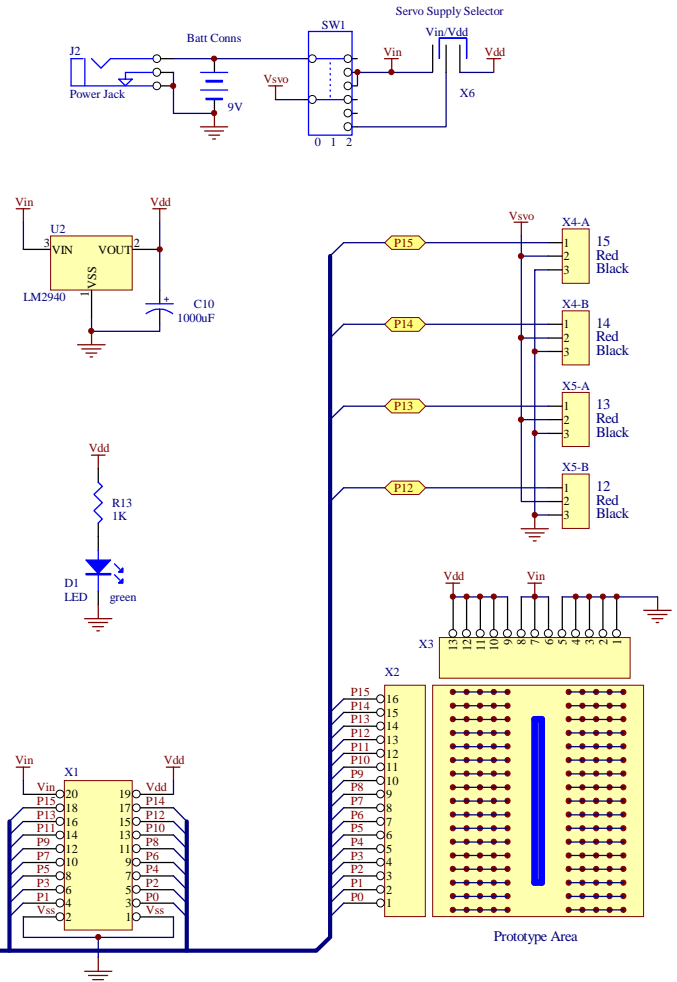 Servo Supply Selector
SW1
Vin/Vdd
J2
Batt Conns
Vin
Vdd
Vsvo
Power Jack
9V
X6
0 1 2
Vin
Vdd
U2
3 VIN VOUT 2
VSS
1
LM2940
+
C10
1000uF
Vsvo
X4-A
P15
1
2
3
15
Red
Black
X4-B
P14
1
2
3
14
Red
Black
X5-A
P13
1
2
3
13
Red
Black
X5-B
P12
1
2
3
12
Red
Black
Vdd
R13
1K
D1
LED green
Vdd
Vin
X3
13 12 11 10 9 8 7 6 5 4 3 2 1
X2
P15 16
P14 15
P13 14
P12 13
P11 12
P10 11
P9 10
P8 9
P7 8
P6 7
P5 6
P4 5
P3 4
P2 3
P1 2
P0 1
Prototype Area
Vin
X1
Vdd
Vin 20 19 Vdd
P15 18 17 P14
P13 16 15 P12
P11 14 13 P10
P9 12 11 P8
P7 10 9 P6
P5 8 7 P4
P3 6 5 P2
P1 4 3 P0
Vss 2 1 Vss